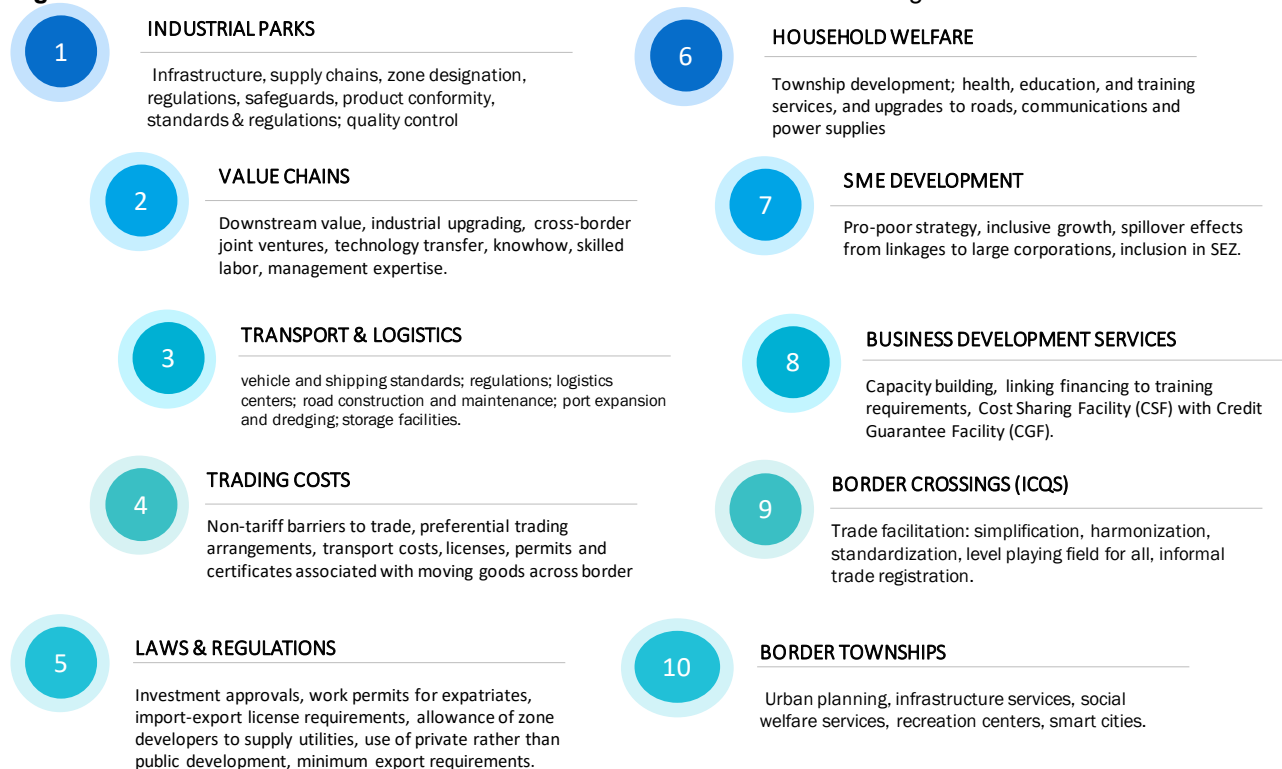 1
INDUSTRIAL PARKS
Infrastructure, supply chains, zone designation,
regulations, safeguards, product conformity,
standards & regulations; quality control
2
VALUE CHAINS
Downstream value, industrial upgrading, cross-border
joint ventures, technology transfer, knowhow, skilled
labor, management expertise.
3
TRANSPORT & LOGISTICS
vehicle and shipping standards; regulations; logistics
centers; road construction and maintenance; port expansion
and dredging; storage facilities.
4
TRADING COSTS
Non-tariff barriers to trade, preferential trading
arrangements, transport costs, licenses, permits and
certificates associated with moving goods across border
5
LAWS & REGULATIONS
Investment approvals, work permits for expatriates,
import-export license requirements, allowance of zone
developers to supply utilities, use of private rather than
public development, minimum export requirements.
6
HOUSEHOLD WELFARE
Township development; health, education, and training
services, and upgrades to roads, communications and
power supplies
7
SME DEVELOPMENT
Pro-poor strategy, inclusive growth, spillover effects
from linkages to large corporations, inclusion in SEZ.
8
BUSINESS DEVELOPMENT SERVICES
Capacity building, linking financing to training
requirements, Cost Sharing Facility (CSF) with Credit
Guarantee Facility (CGF).
9
BORDER CROSSINGS (ICQS)
Trade facilitation: simplification, harmonization,
standardization, level playing field for all, informal
trade registration.
10
BORDER TOWNSHIPS
Urban planning, infrastructure services, social
welfare services, recreation centers, smart cities.